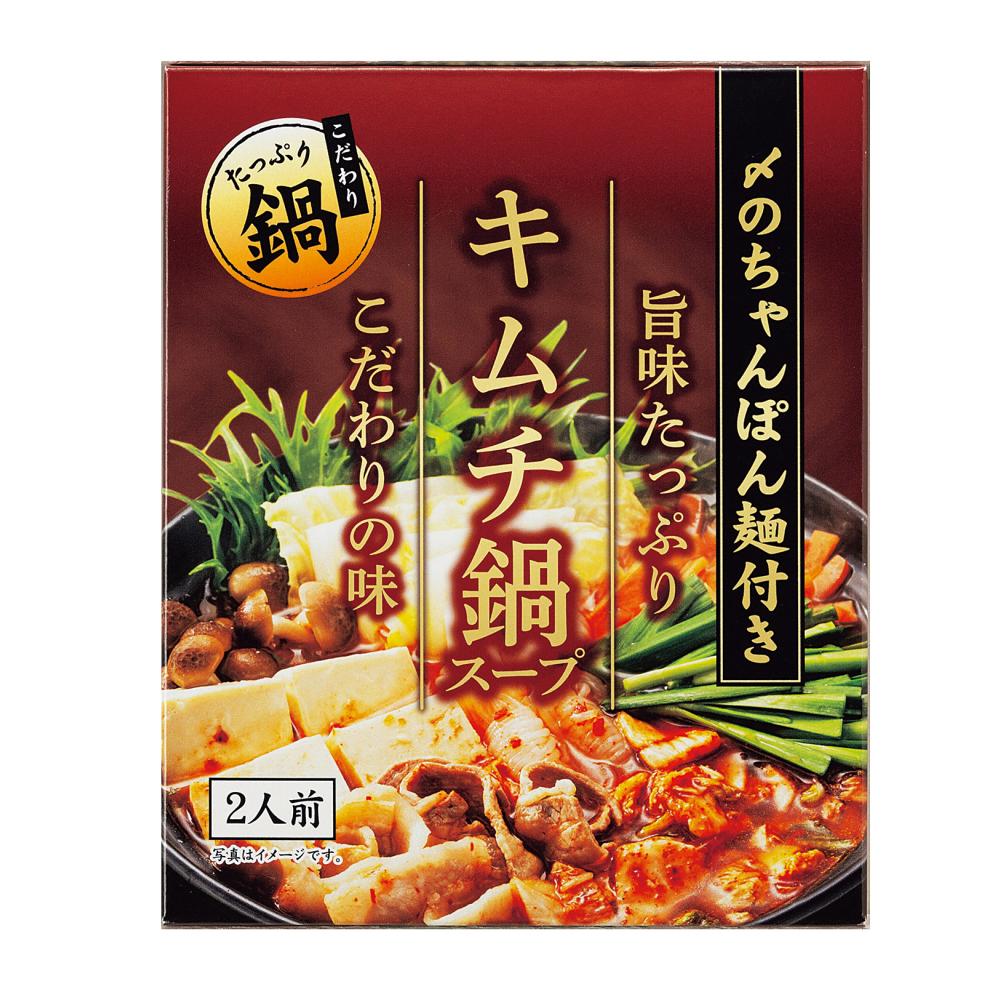 〆のちゃんぽん麺付き
旨味たっぷり
キムチ鍋
スープ
こだわりの味
こだわり
たっぷり
鍋
2人前
写真はイメージです。